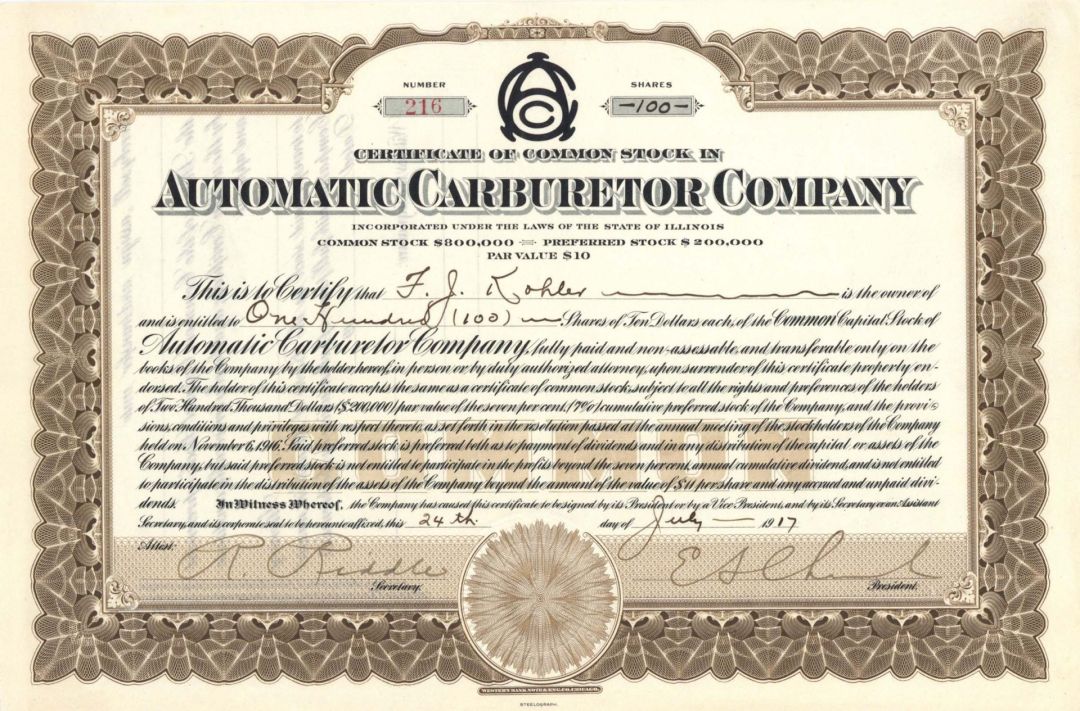 NUMBER
216
SHARES
-100-
ACC
CERTIFICATE OF COMMON STOCK IN
AUTOMATIC CARBURETOR COMPANY
INCORPORATED UNDER THE LAWS OF THE STATE OF ILLINOIS
COMMON STOCK $800,000 PREFERRED STOCK $200,000
PAR VALUE $10
This is to Certify that F. J. Kohler is the owner of
and is entitled to One Hundred (100) Shares of Ten Dollars each, of the Common Capital Stock of
Automatic Carburetor Company, fully paid and non-assessable, and transferable only on the
books of the Company by the holder hereof, in person or by duly authorized attorney, upon surrender of this certificate properly en-
dorsed. The holder of this certificate accepts the same as a certificate of common stock, subject to all the rights and preferences of the holders
of Two Hundred Thousand Dollars ($200,000) par value of the seven per cent. (7%) cumulative preferred stock of the Company, and the provi-
sions, conditions and privileges with respect thereto, as set forth in the resolution passed at the annual meeting of the stockholders of the Company
held on November 6, 1916. Said preferred stock is preferred both as to payment of dividends and in any diminution of the capital or assets of the
Company, but said preferred stock is not entitled to participate in the profits beyond the seven per cent. annual cumulative dividend, and is not entitled
to participate in the distribution of the assets of the Company beyond the amount of the value of $11 per share and any accrued and unpaid divi-
dends. In Witness Whereof, the Company has caused this certificate to be signed by its President or by a Vice President, and by its Secretary or an Assistant
Secretary, and its corporate seal to be hereunto affixed, this 24th day of July 1917
COMMON
Attest: R. Riddle
Secretary.
President.
WESTERN BANK NOTE & ENG. CO. CHICAGO.
STEELOGRAPH.